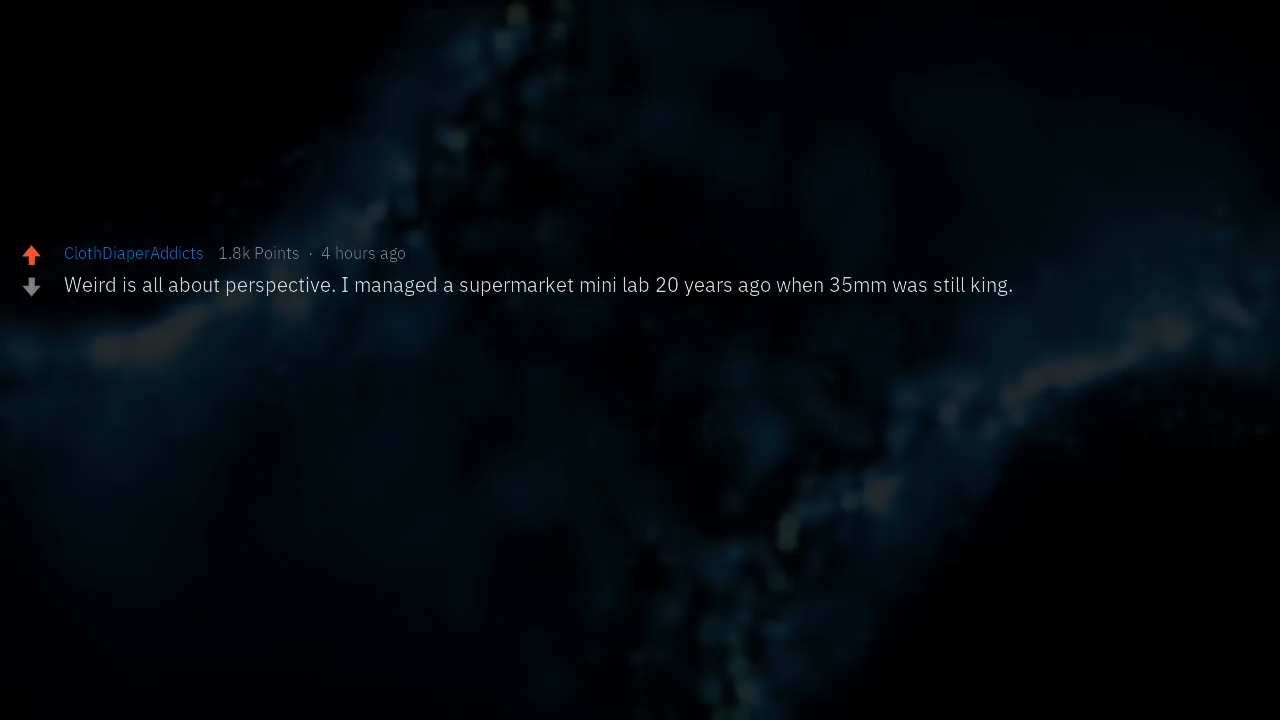 ClothDiaperAddicts 1.8k Points · 4 hours ago
Weird is all about perspective. I managed a supermarket mini lab 20 years ago when 35mm was still king.